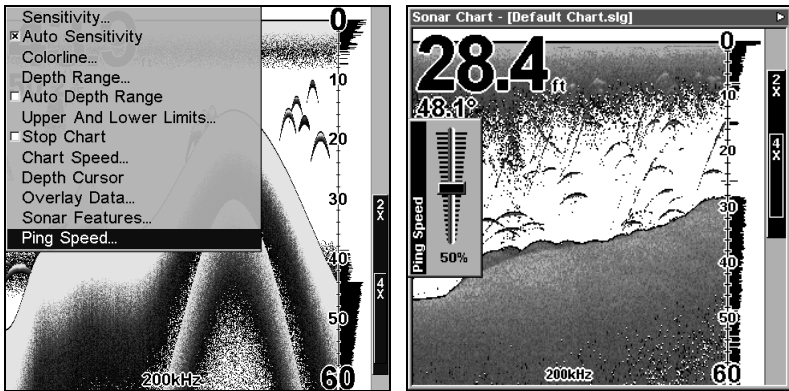 Sensitivity...
Auto Sensitivity
Colorline...
Depth Range...
Auto Depth Range
Upper And Lower Limits...
Stop Chart
Chart Speed...
Depth Cursor
Overlay Data...
Sonar Features...
Ping Speed...
0
10
20
30
40
50
60
2X
4X
200kHz
Sonar Chart - [Default Chart.slg]
28.4ft
48.1°
Ping Speed
50%
0
10
20
30
40
50
60
2X
4X
200kHz